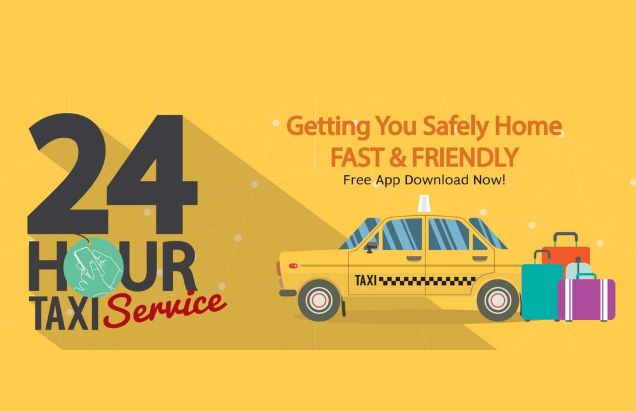 24
HOUR
TAXI Service
Getting You Safely Home
FAST & FRIENDLY
Free App Download Now!
TAXI